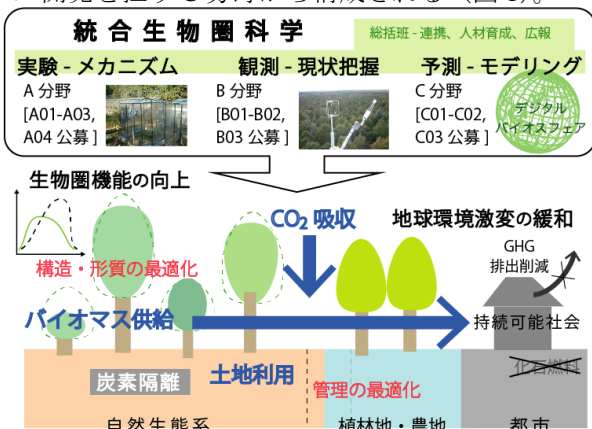 統合生物圏科学
総括班 - 連携、人材育成、広報
実験 - メカニズム
A 分野
[A01-A03,
A04 公募 ]
観測 - 現状把握
B 分野
[B01-B02,
B03 公募 ]
予測 - モデリング
C 分野
[C01-C02,
C03 公募 ]
デジタル
バイオスフェア
生物圏機能の向上
CO₂ 吸収
地球環境激変の緩和
GHG
排出削減
構造・形質の最適化
バイオマス供給
持続可能社会
化石燃料
炭素隔離
土地利用
管理の最適化
自然生態系
植林地・農地
都市